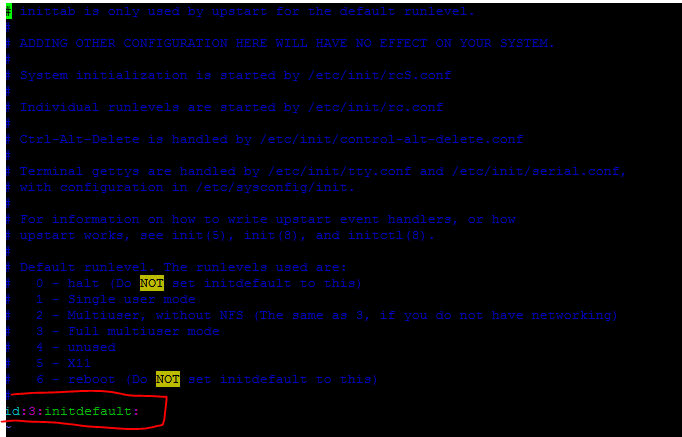 # inittab is only used by upstart for the default runlevel.
#
# ADDING OTHER CONFIGURATION HERE WILL HAVE NO EFFECT ON YOUR SYSTEM.
#
# System initialization is started by /etc/init/rcS.conf
#
# Individual runlevels are started by /etc/init/rc.conf
#
# Ctrl-Alt-Delete is handled by /etc/init/control-alt-delete.conf
#
# Terminal gettys are handled by /etc/init/tty.conf and /etc/init/serial.conf,
# with configuration in /etc/sysconfig/init.
#
# For information on how to write upstart event handlers, or how
# upstart works, see init(5), init(8), and initctl(8).
#
# Default runlevel. The runlevels used are:
#   0 - halt (Do NOT set initdefault to this)
#   1 - Single user mode
#   2 - Multiuser, without NFS (The same as 3, if you do not have networking)
#   3 - Full multiuser mode
#   4 - unused
#   5 - X11
#   6 - reboot (Do NOT set initdefault to this)
#
id:3:initdefault:
~